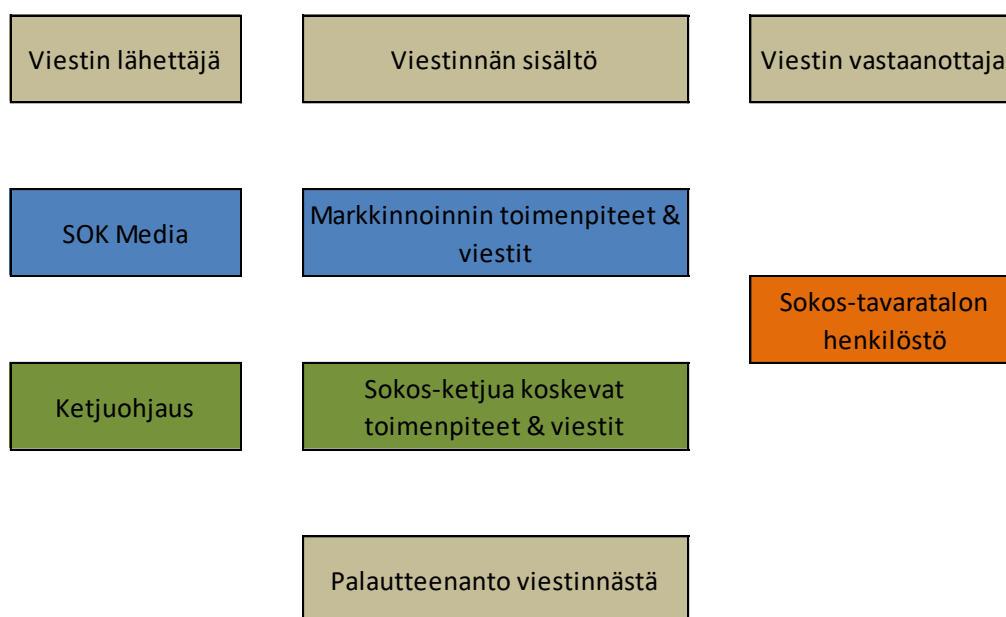 Viestin lähettäjä
Viestinnän sisältö
Viestin vastaanottaja
SOK Media
Markkinnoinnin toimenpiteet &
viestit
Sokos-tavaratalon
henkilöstö
Ketjuohjaus
Sokos-ketjua koskevat
toimenpiteet & viestit
Palautteenanto viestinnästä